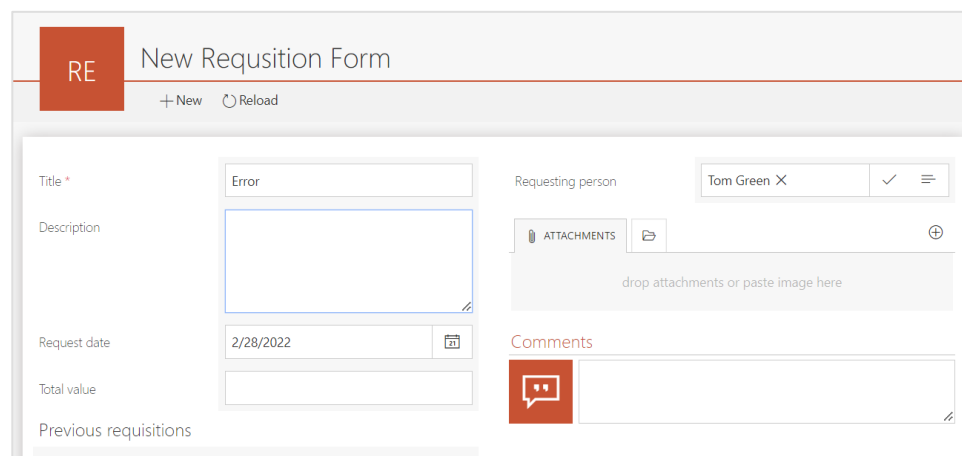 RE
New Requsition Form
New
Reload
Title *
Error
Description
Request date
2/28/2022
21
Total value
Previous requisitions
Requesting person
Tom Green
ATTACHMENTS
drop attachments or paste image here
Comments